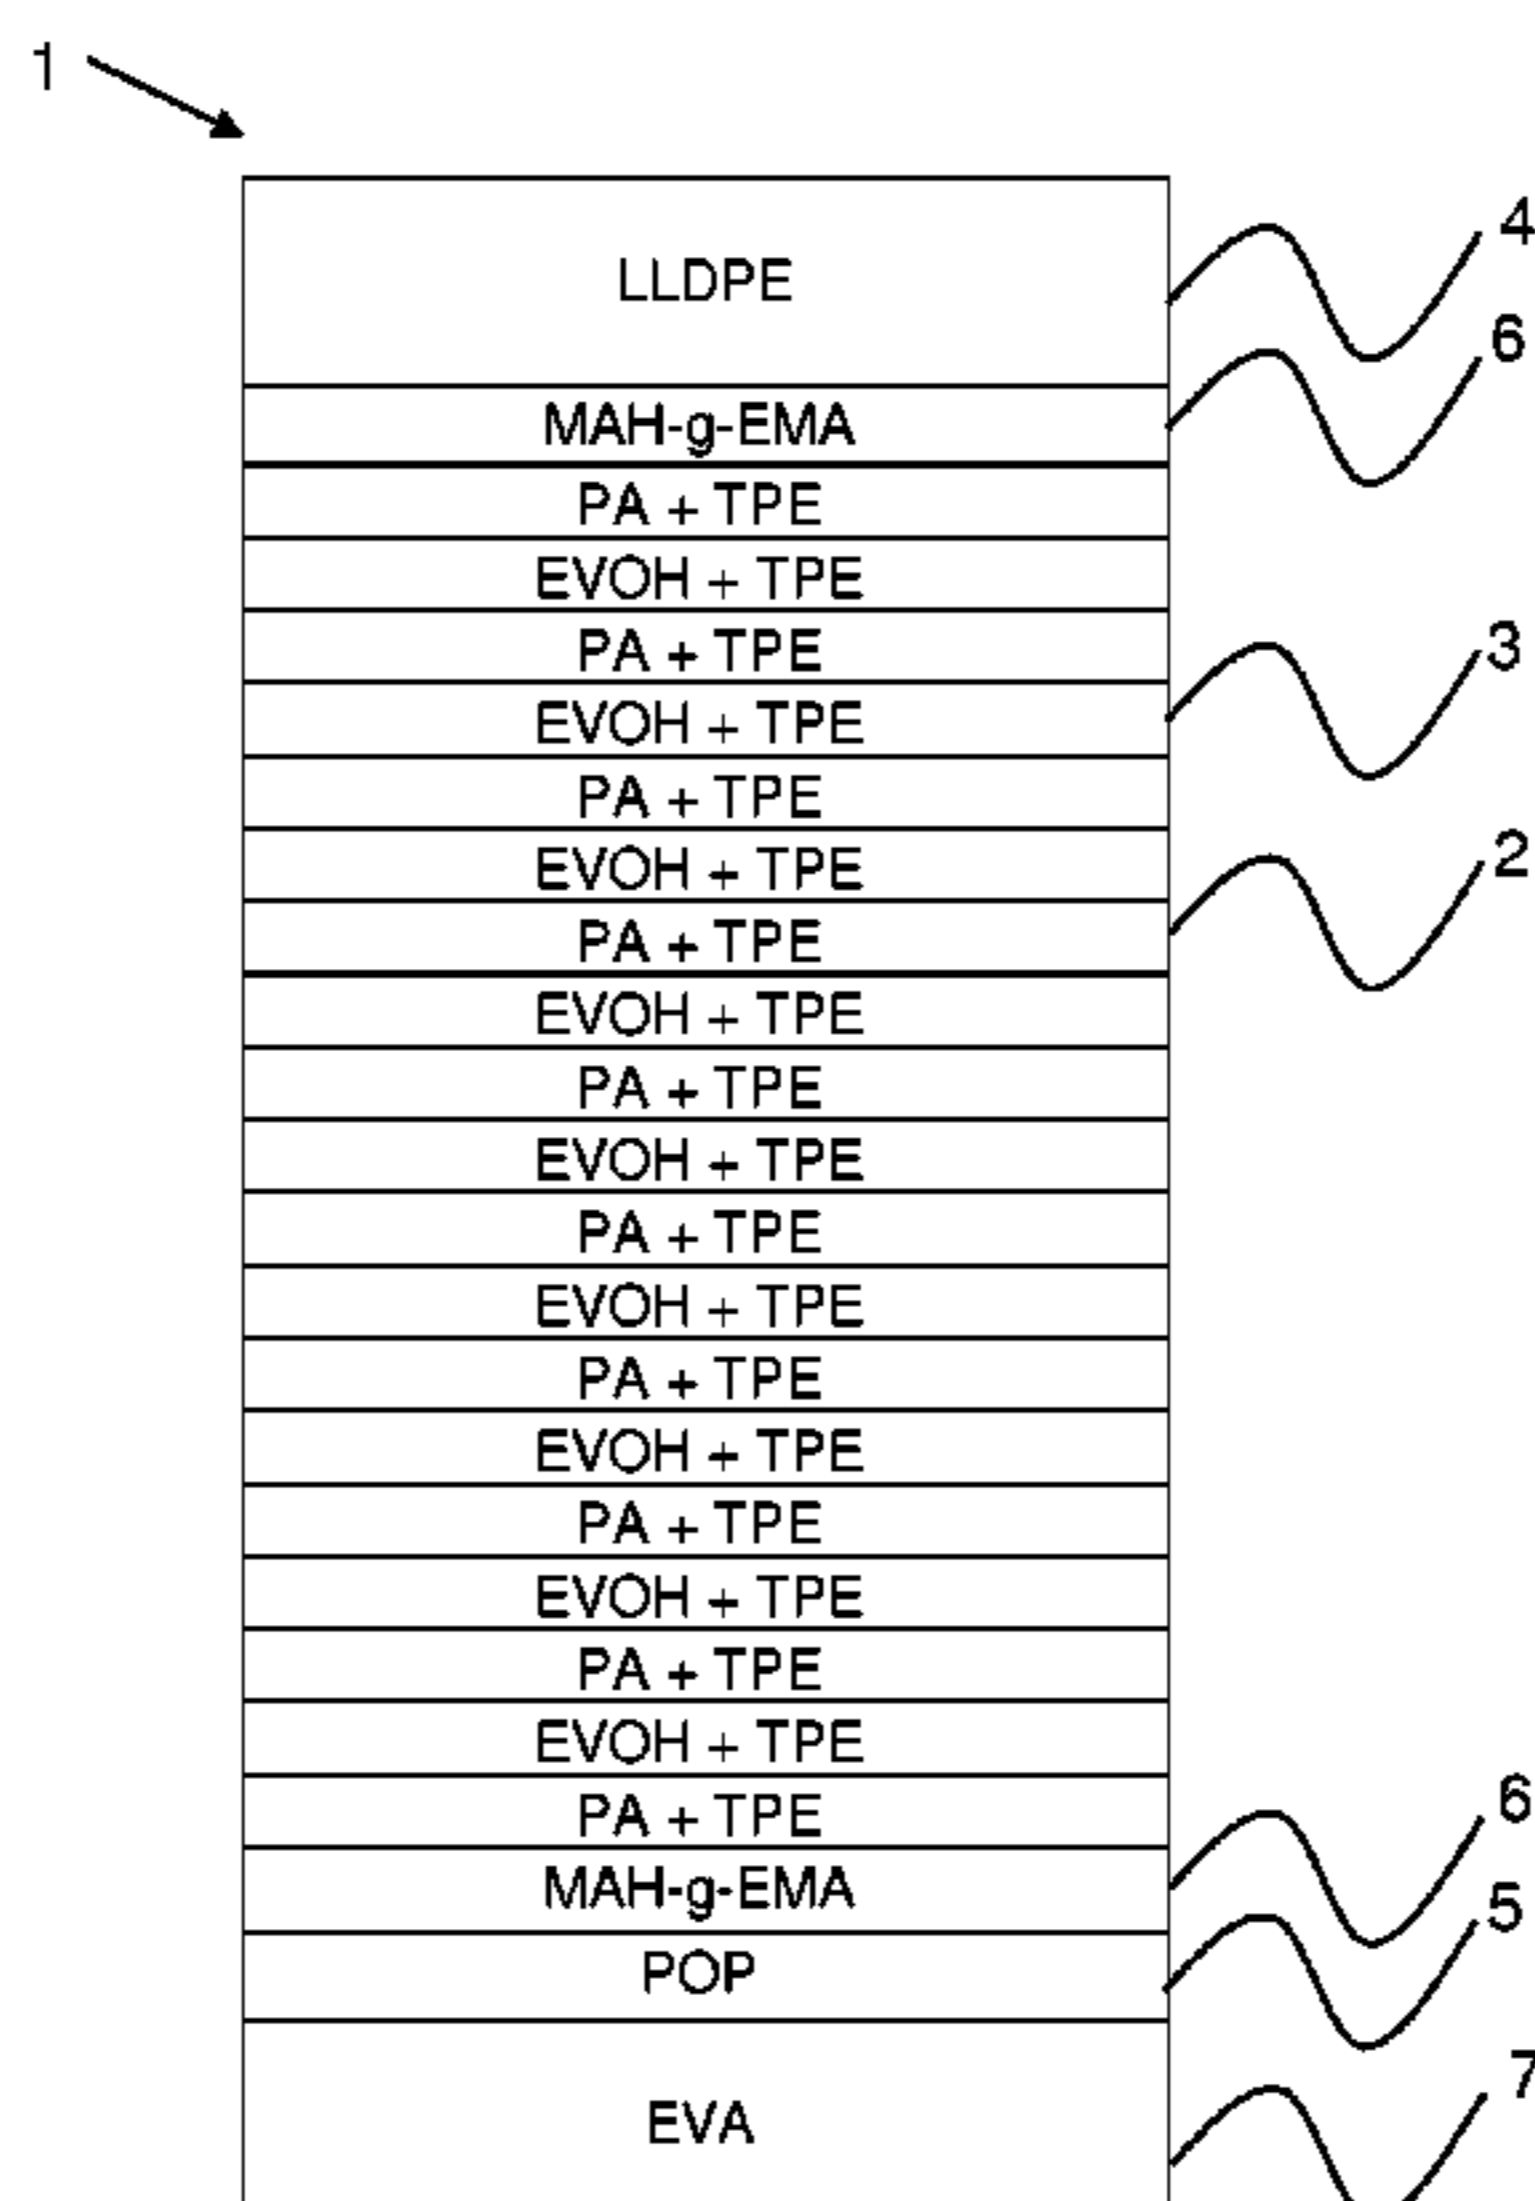 1
LLDPE
4
MAH-g-EMA
6
PA + TPE
EVOH + TPE
PA + TPE
EVOH + TPE
3
PA + TPE
EVOH + TPE
PA + TPE
2
EVOH + TPE
PA + TPE
EVOH + TPE
PA + TPE
EVOH + TPE
PA + TPE
EVOH + TPE
PA + TPE
EVOH + TPE
PA + TPE
EVOH + TPE
PA + TPE
MAH-g-EMA
6
POP
5
EVA
7